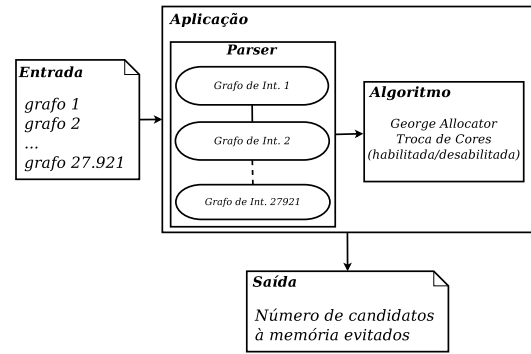 Aplicação
Parser
Entrada
grafo 1
grafo 2
...
grafo 27.921
Grafo de Int. 1
Grafo de Int. 2
Grafo de Int. 27921
Algoritmo
George Allocator
Troca de Cores
(habilitada/desabilitada)
Saída
Número de candidatos
à memória evitados